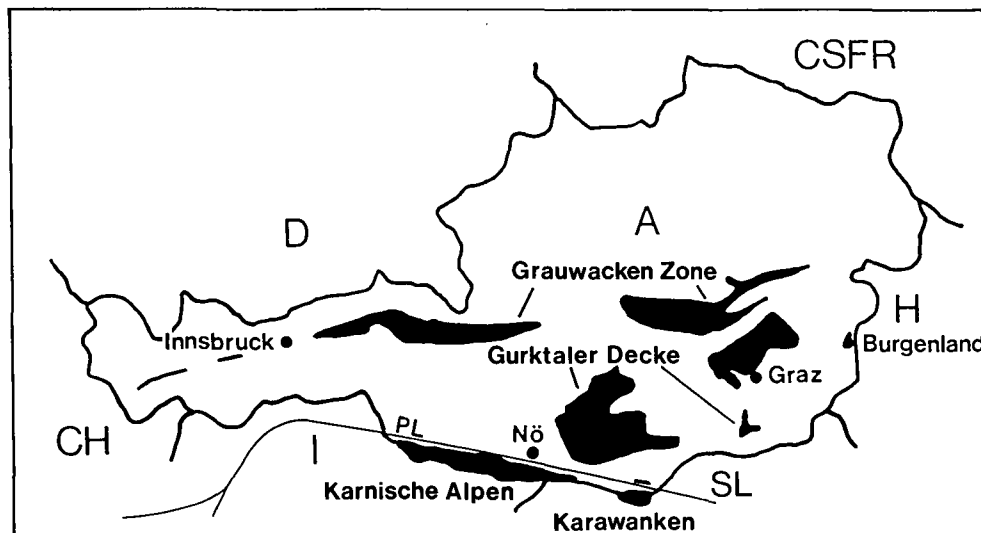 CSFR
D
A
Grauwacken Zone
H
Innsbruck
Burgenland
Gurktaler Decke
Graz
CH
I
PL
Nö
SL
Karnische Alpen
Karawanken